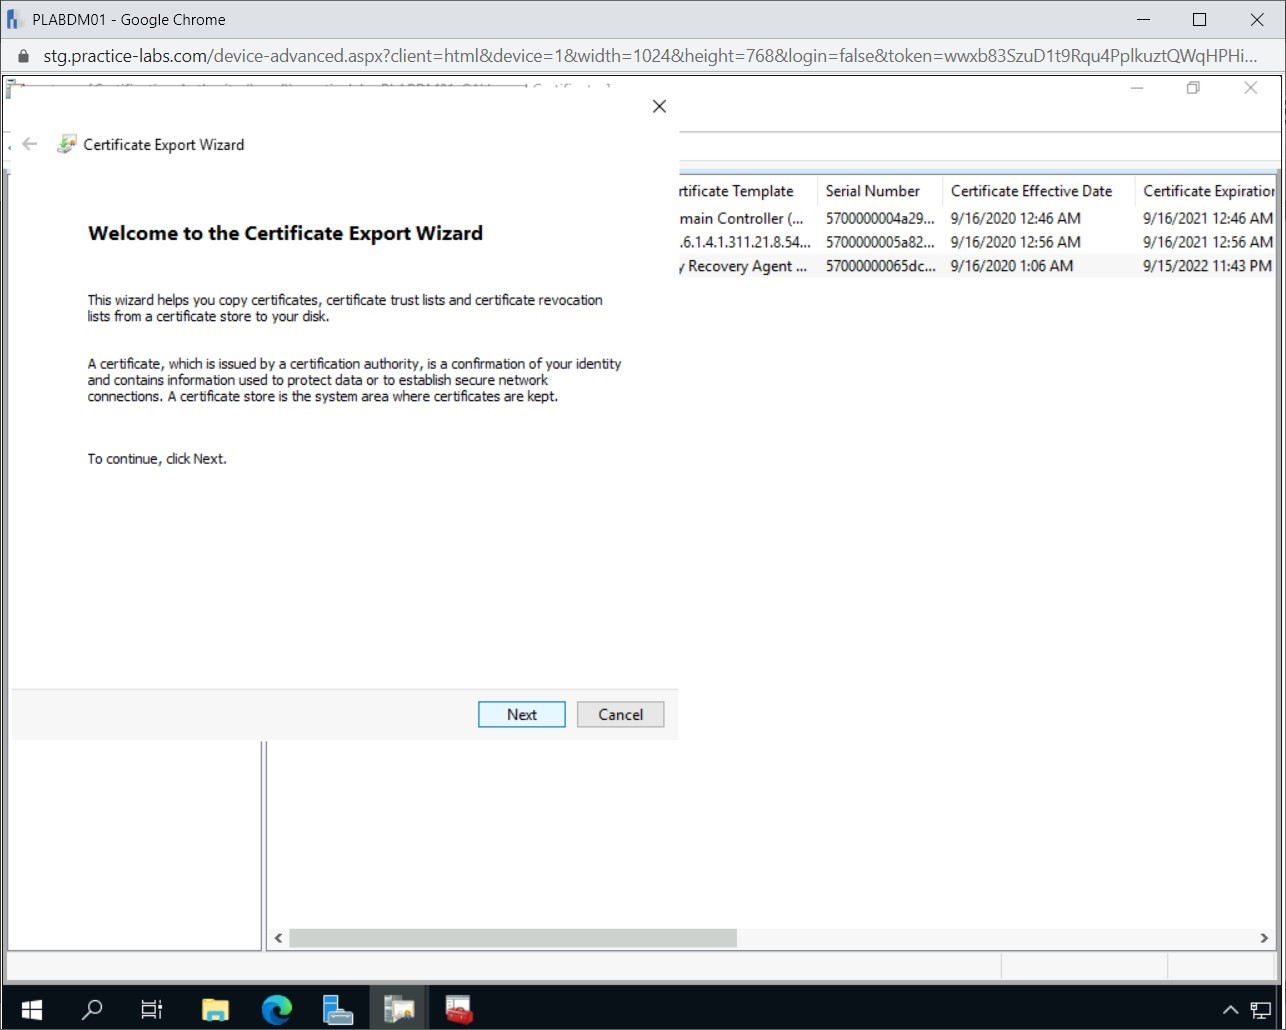 PLABDM01 - Google Chrome
stg.practice-labs.com/device-advanced.aspx?client=html&device=1&width=1024&height=768&login=false&token=wwxb83SzuD1t9Rqu4PplkuztQWqHPHi...
Certificate Export Wizard
Welcome to the Certificate Export Wizard
This wizard helps you copy certificates, certificate trust lists and certificate revocation
lists from a certificate store to your disk.
A certificate, which is issued by a certification authority, is a confirmation of your identity
and contains information used to protect data or to establish secure network
connections. A certificate store is the system area where certificates are kept.
To continue, click Next.
Next Cancel
rtificate Template Serial Number Certificate Effective Date Certificate Expiration
main Controller (... 5700000004a29... 9/16/2020 12:46 AM 9/16/2021 12:46 AM
.6.1.4.1.311.21.8.54... 5700000005a82... 9/16/2020 12:56 AM 9/16/2021 12:56 AM
y Recovery Agent ... 57000000065dc... 9/16/2020 1:06 AM 9/15/2022 11:43 PM